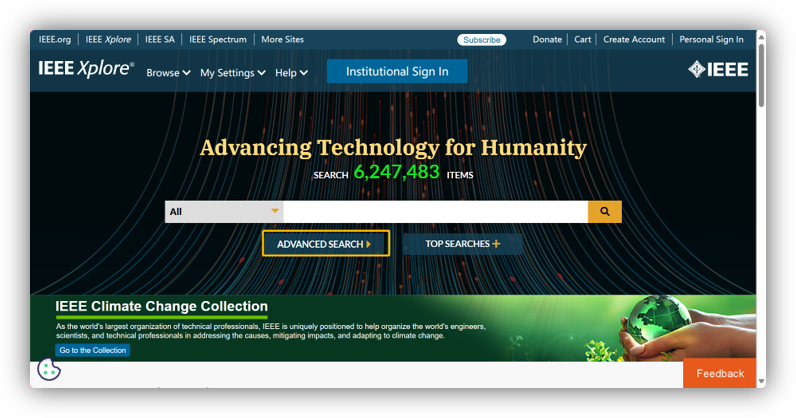 IEEE.org IEEE Xplore IEEE SA IEEE Spectrum More Sites Subscribe Donate Cart Create Account Personal Sign In
IEEE Xplore® Browse My Settings Help Institutional Sign In IEEE
Advancing Technology for Humanity
SEARCH 6,247,483 ITEMS
All
ADVANCED SEARCH TOP SEARCHES
IEEE Climate Change Collection
As the world's largest organization of technical professionals, IEEE is uniquely positioned to help organize the world's engineers,
scientists, and technical professionals in addressing the causes, mitigating impacts, and adapting to climate change.
Go to the Collection
Feedback